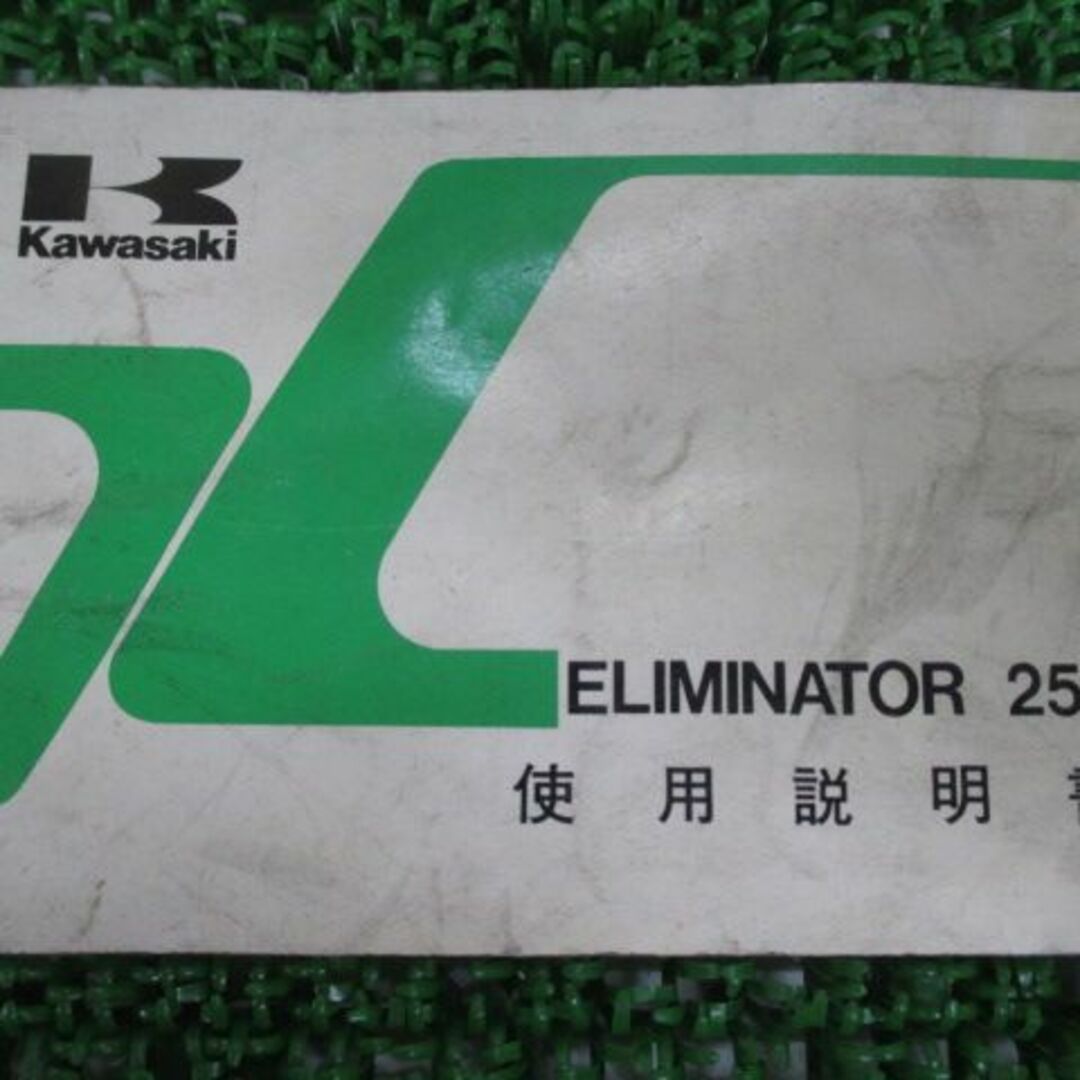 Kawasaki
ELIMINATOR 25
使用説明